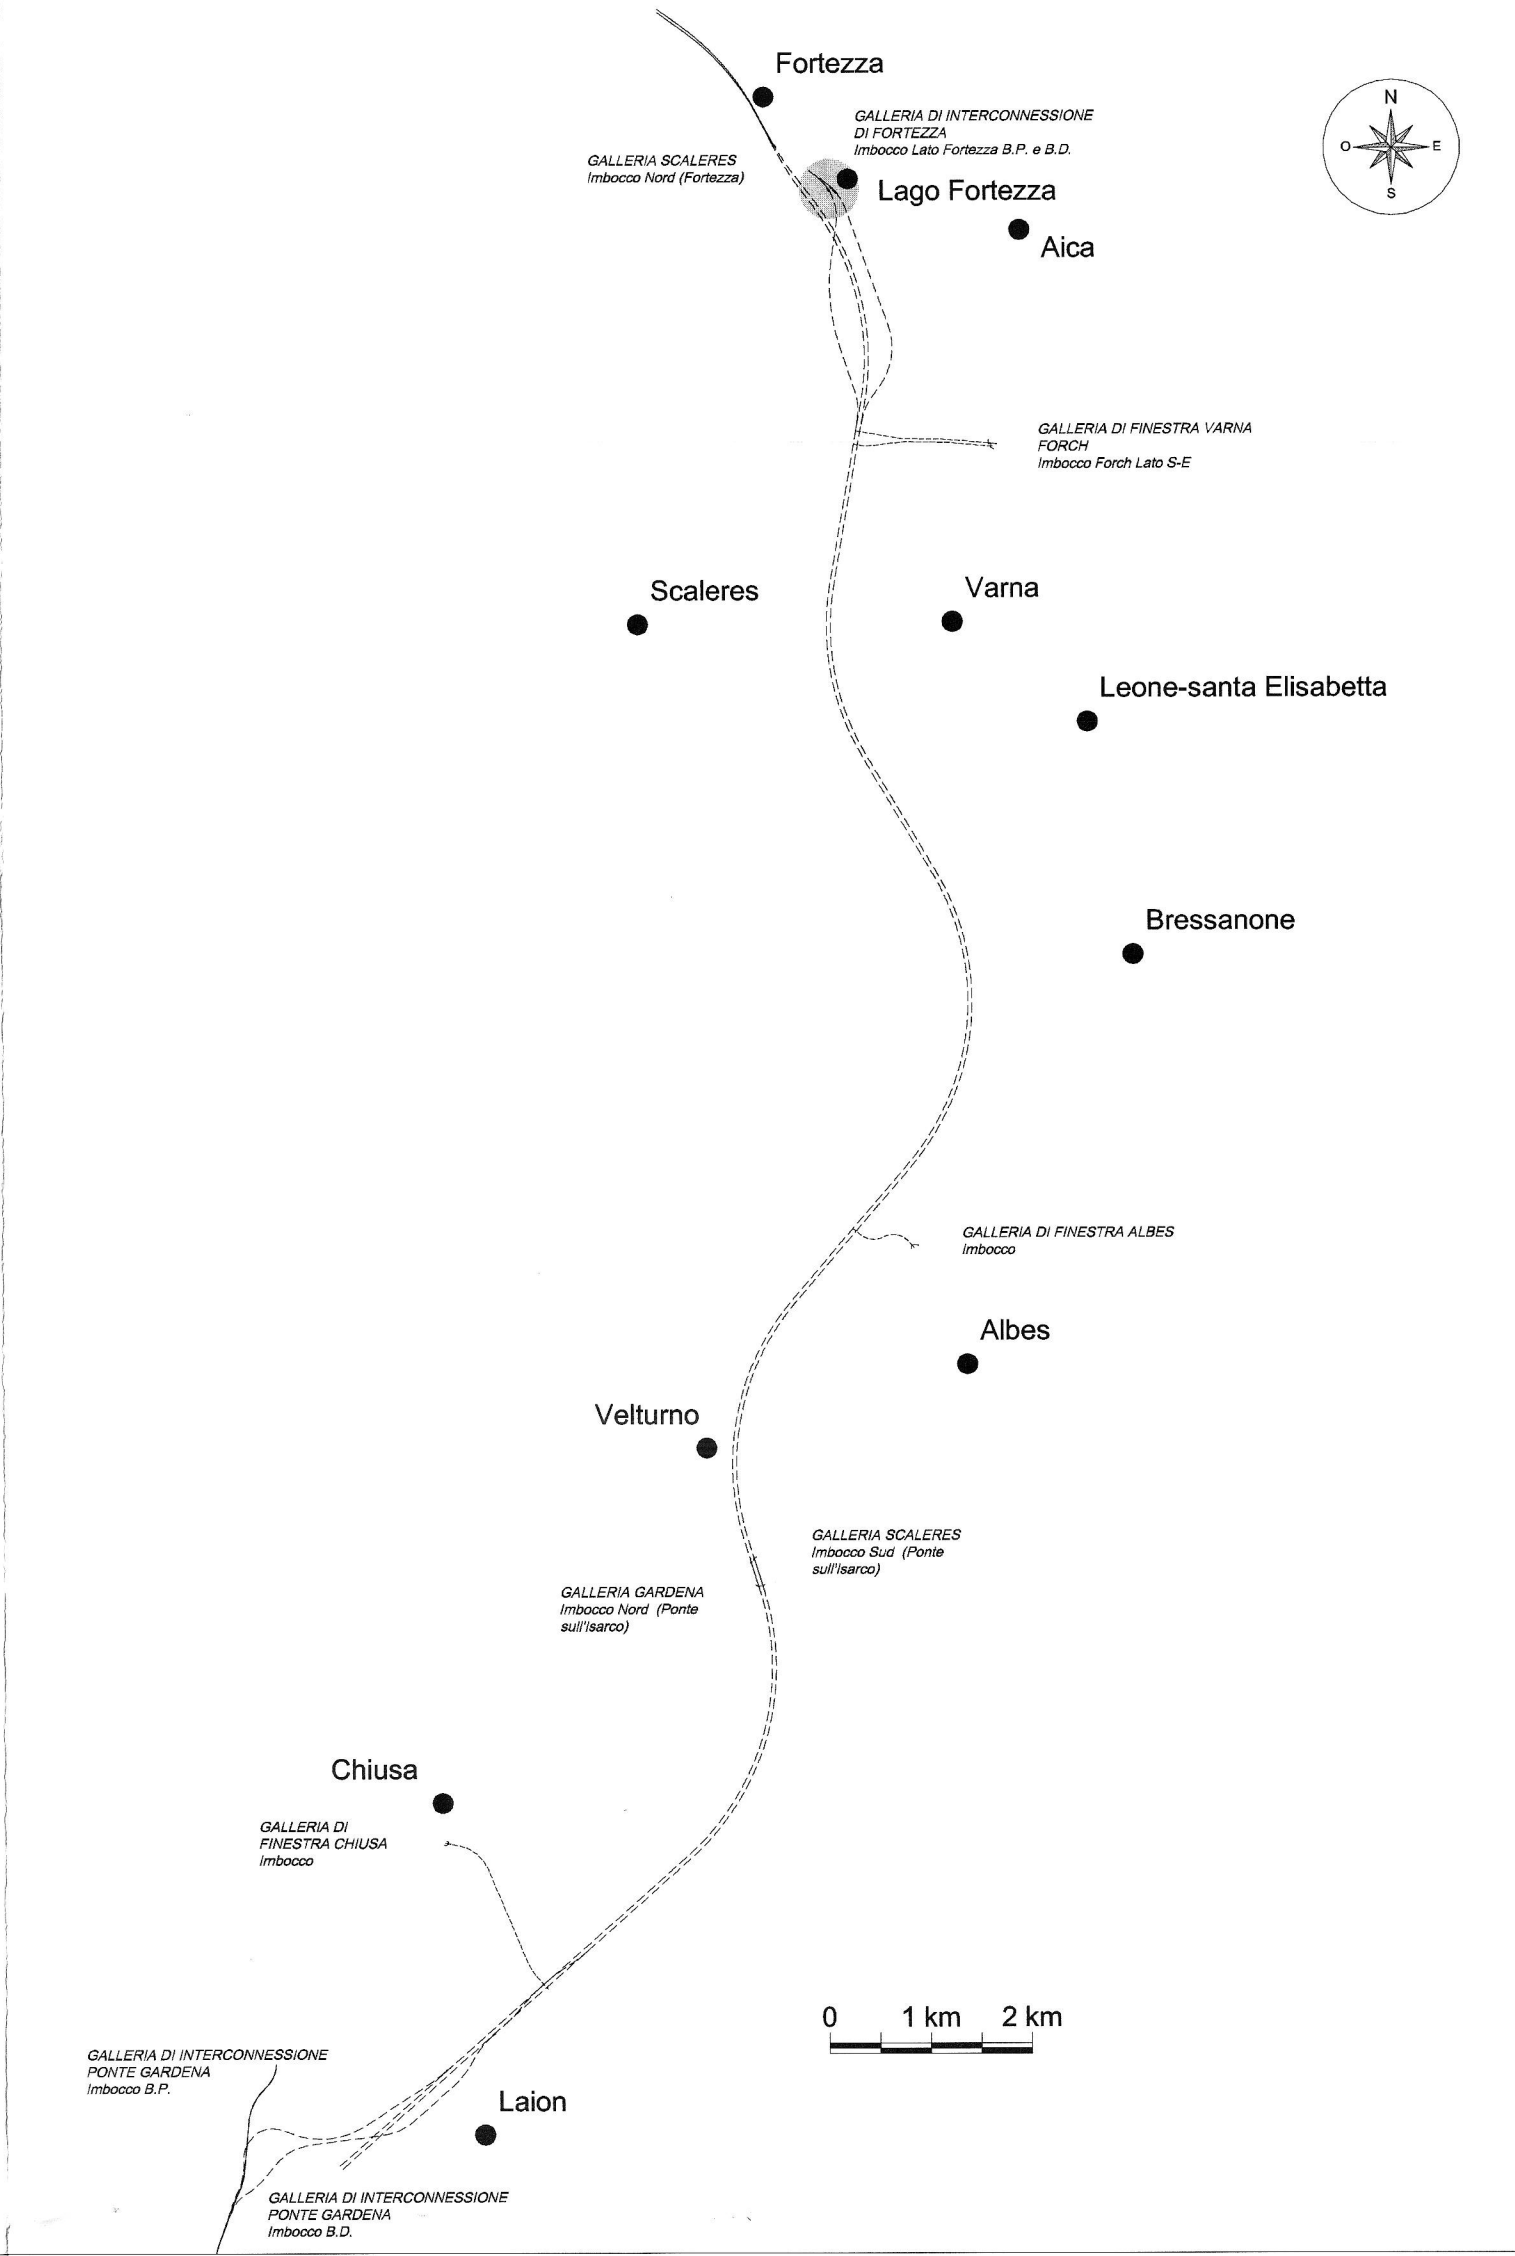 Fortezza
N
O
E
S
GALLERIA DI INTERCONNESSIONE
DI FORTEZZA
Imbocco Lato Fortezza B.P. e B.D.
GALLERIA SCALERES
Imbocco Nord (Fortezza)
Lago Fortezza
Aica
GALLERIA DI FINESTRA VARNA
FORCH
Imbocco Forch Lato S-E
Scaleres
Varna
Leone-santa Elisabetta
Bressanone
GALLERIA DI FINESTRA ALBES
Imbocco
Albes
Velturno
GALLERIA SCALERES
Imbocco Sud (Ponte
sull'Isarco)
GALLERIA GARDENA
Imbocco Nord (Ponte
sull'Isarco)
Chiusa
GALLERIA DI
FINESTRA CHIUSA
Imbocco
0 1 km 2 km
GALLERIA DI INTERCONNESSIONE
PONTE GARDENA
Imbocco B.P.
Laion
GALLERIA DI INTERCONNESSIONE
PONTE GARDENA
Imbocco B.D.